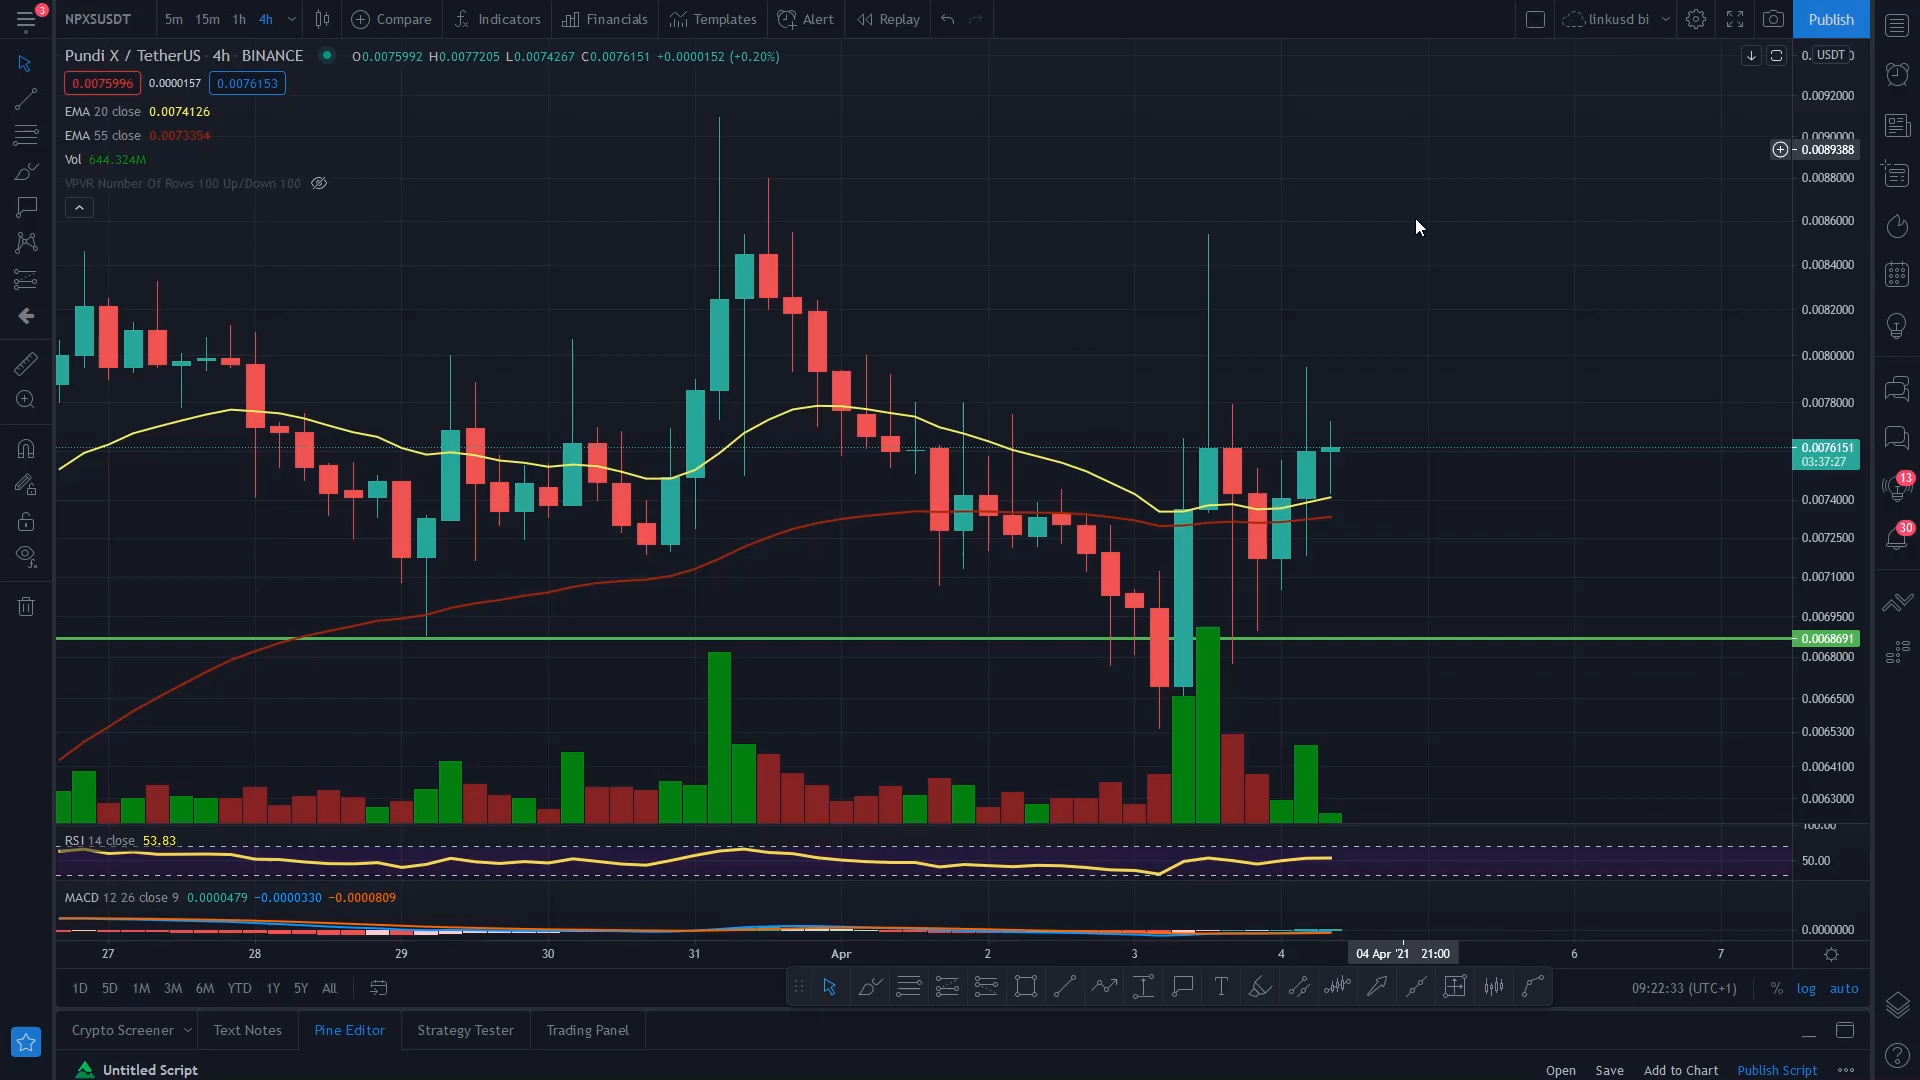 3
NPXSUSDT 5m 15m 1h 4h Compare Indicators Financials Templates Alert Replay linkusd bi Publish
Pundi X / TetherUS 4h BINANCE O0.0075992 H0.0077205 L0.0074267 C0.0076151 +0.0000152 (+0.20%)
0.0075996 0.0000157 0.0076153
EMA 20 close 0.0074126
EMA 55 close 0.0073354
Vol 644.324M
VPVR Number Of Rows 100 Up/Down 100
USDT
0.0092000
0.0090000
0.0089388
0.0088000
0.0086000
0.0084000
0.0082000
0.0080000
0.0078000
0.0076151
03:37:27
0.0074000
0.0072500
0.0071000
0.0069500
0.0068691
0.0068000
0.0066500
0.0065300
0.0064100
0.0063000
13
30
RSI 14 close 53.83
100.00
50.00
MACD 12 26 close 9 0.0000479 −0.0000330 −0.0000809
0.0000000
27 28 29 30 31 Apr 2 3 4 04 Apr '21 21:00 6 7
1D 5D 1M 3M 6M YTD 1Y 5Y All 09:22:33 (UTC+1) % log auto
Crypto Screener Text Notes Pine Editor Strategy Tester Trading Panel
Untitled Script Open Save Add to Chart Publish Script